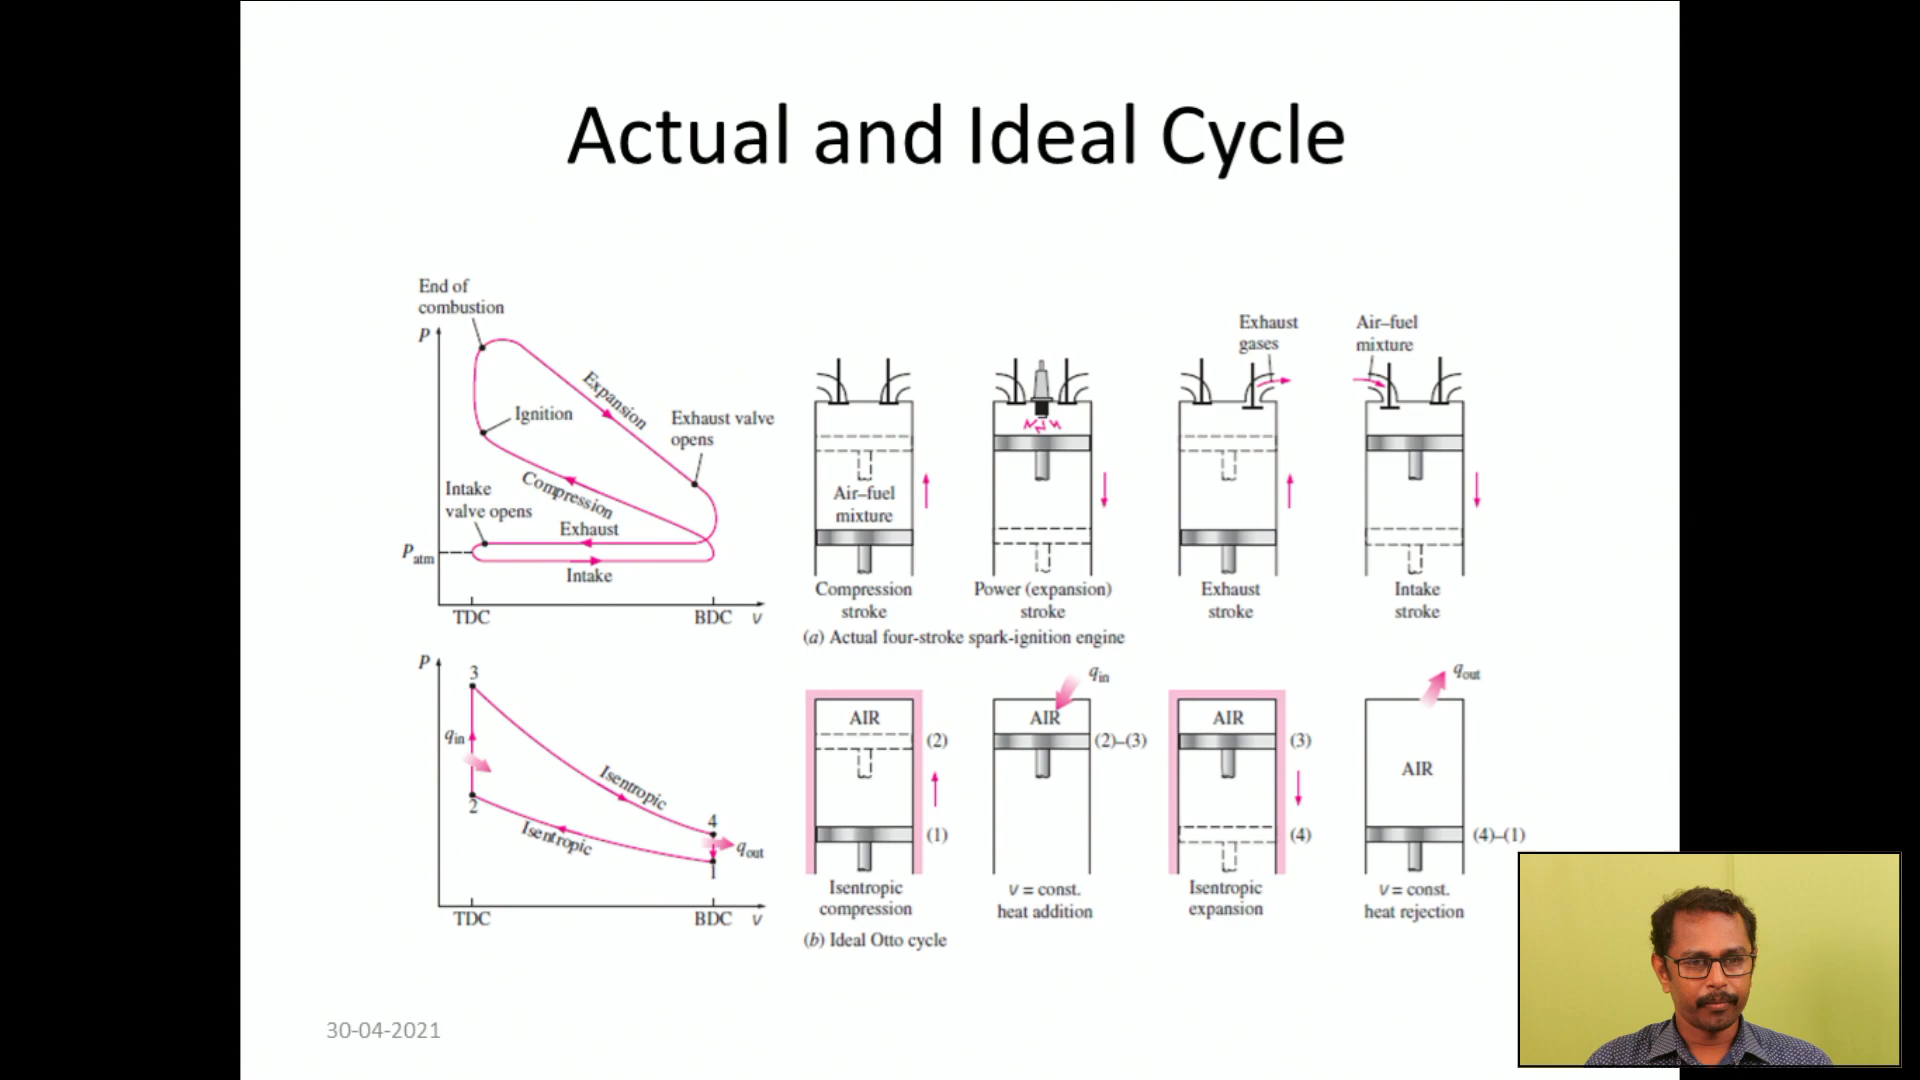 Actual and Ideal Cycle
End of
combustion
P
Ignition
Expansion
Exhaust valve
opens
Compression
Intake
valve opens
Exhaust
P atm
Intake
TDC
BDC
v
Exhaust
gases
Air–fuel
mixture
Air–fuel
mixture
Compression
stroke
Power (expansion)
stroke
Exhaust
stroke
Intake
stroke
(a) Actual four-stroke spark-ignition engine
P
3
qin
2
Isentropic
Isentropic
4
qout
1
TDC
BDC
v
AIR
(2)
(1)
Isentropic
compression
qin
AIR
(2)–(3)
v = const.
heat addition
AIR
(3)
(4)
Isentropic
expansion
qout
AIR
(4)–(1)
v = const.
heat rejection
(b) Ideal Otto cycle
30-04-2021